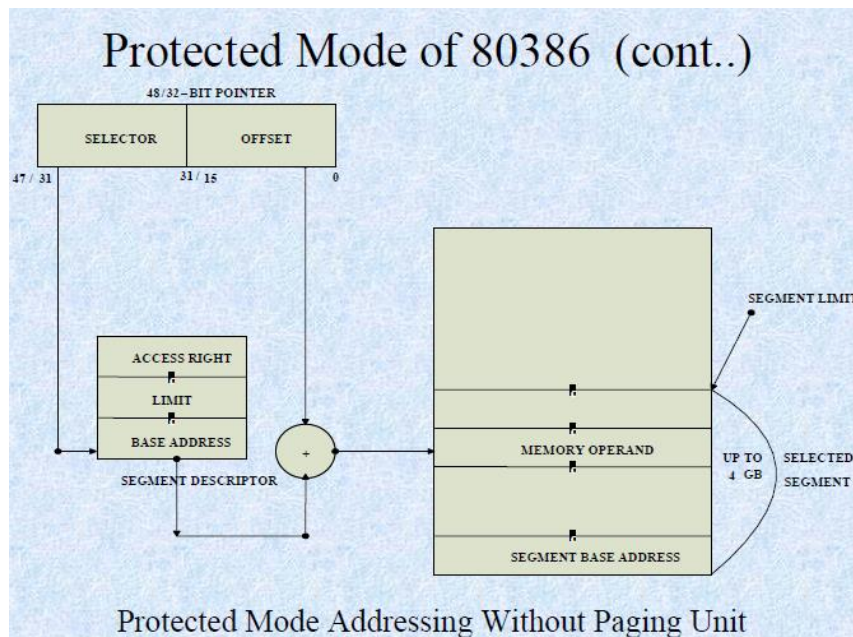 Protected Mode of 80386 (cont..)
48/32-BIT POINTER
SELECTOR
OFFSET
47 / 31
31 / 15
0
SEGMENT LIMIT
ACCESS RIGHT
LIMIT
BASE ADDRESS
+
MEMORY OPERAND
UP TO
4 GB
SELECTED
SEGMENT
SEGMENT DESCRIPTOR
SEGMENT BASE ADDRESS
Protected Mode Addressing Without Paging Unit